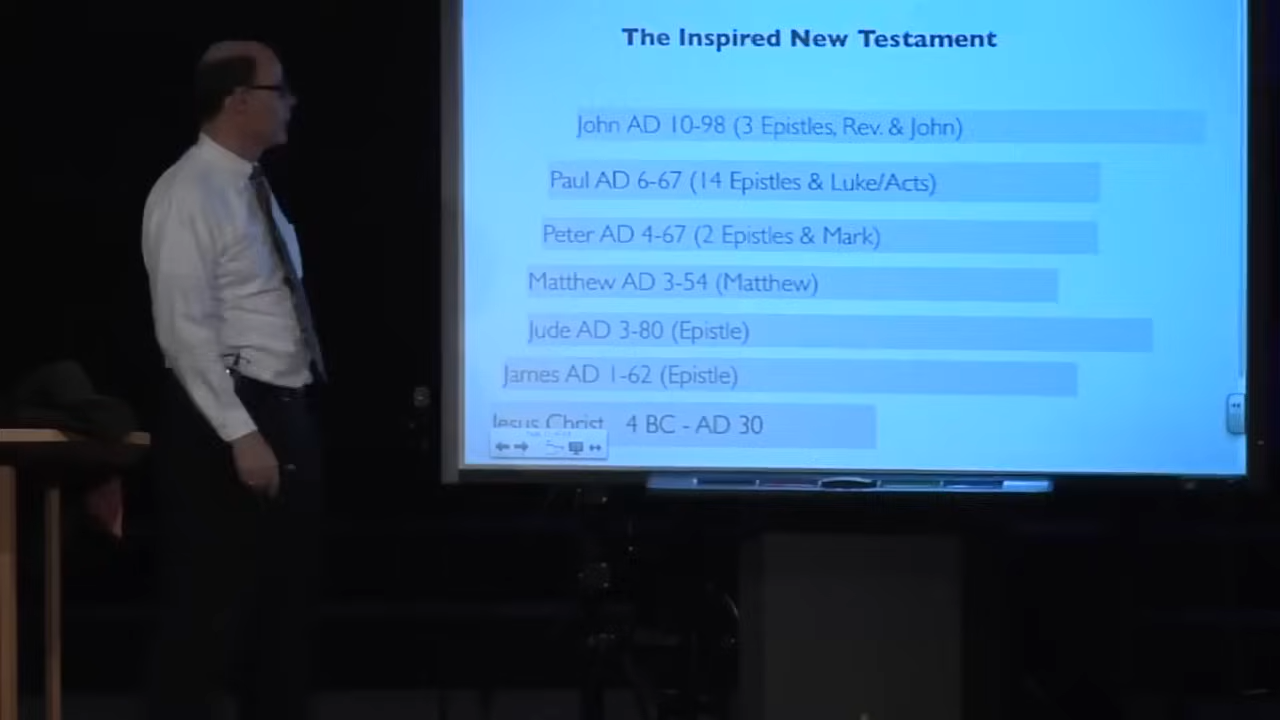 The Inspired New Testament
John AD 10-98 (3 Epistles, Rev. & John)
Paul AD 6-67 (14 Epistles & Luke/Acts)
Peter AD 4-67 (2 Epistles & Mark)
Matthew AD 3-54 (Matthew)
Jude AD 3-80 (Epistle)
James AD 1-62 (Epistle)
Jesus Christ 4 BC - AD 30